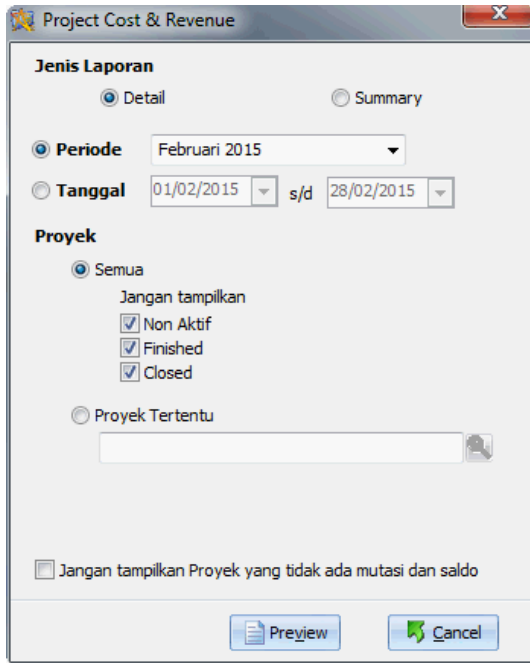 Project Cost & Revenue
Jenis Laporan
Detail Summary
Periode Februari 2015
Tanggal 01/02/2015 s/d 28/02/2015
Proyek
Semua
Jangan tampilkan
Non Aktif
Finished
Closed
Proyek Tertentu
Jangan tampilkan Proyek yang tidak ada mutasi dan saldo
Preview Cancel